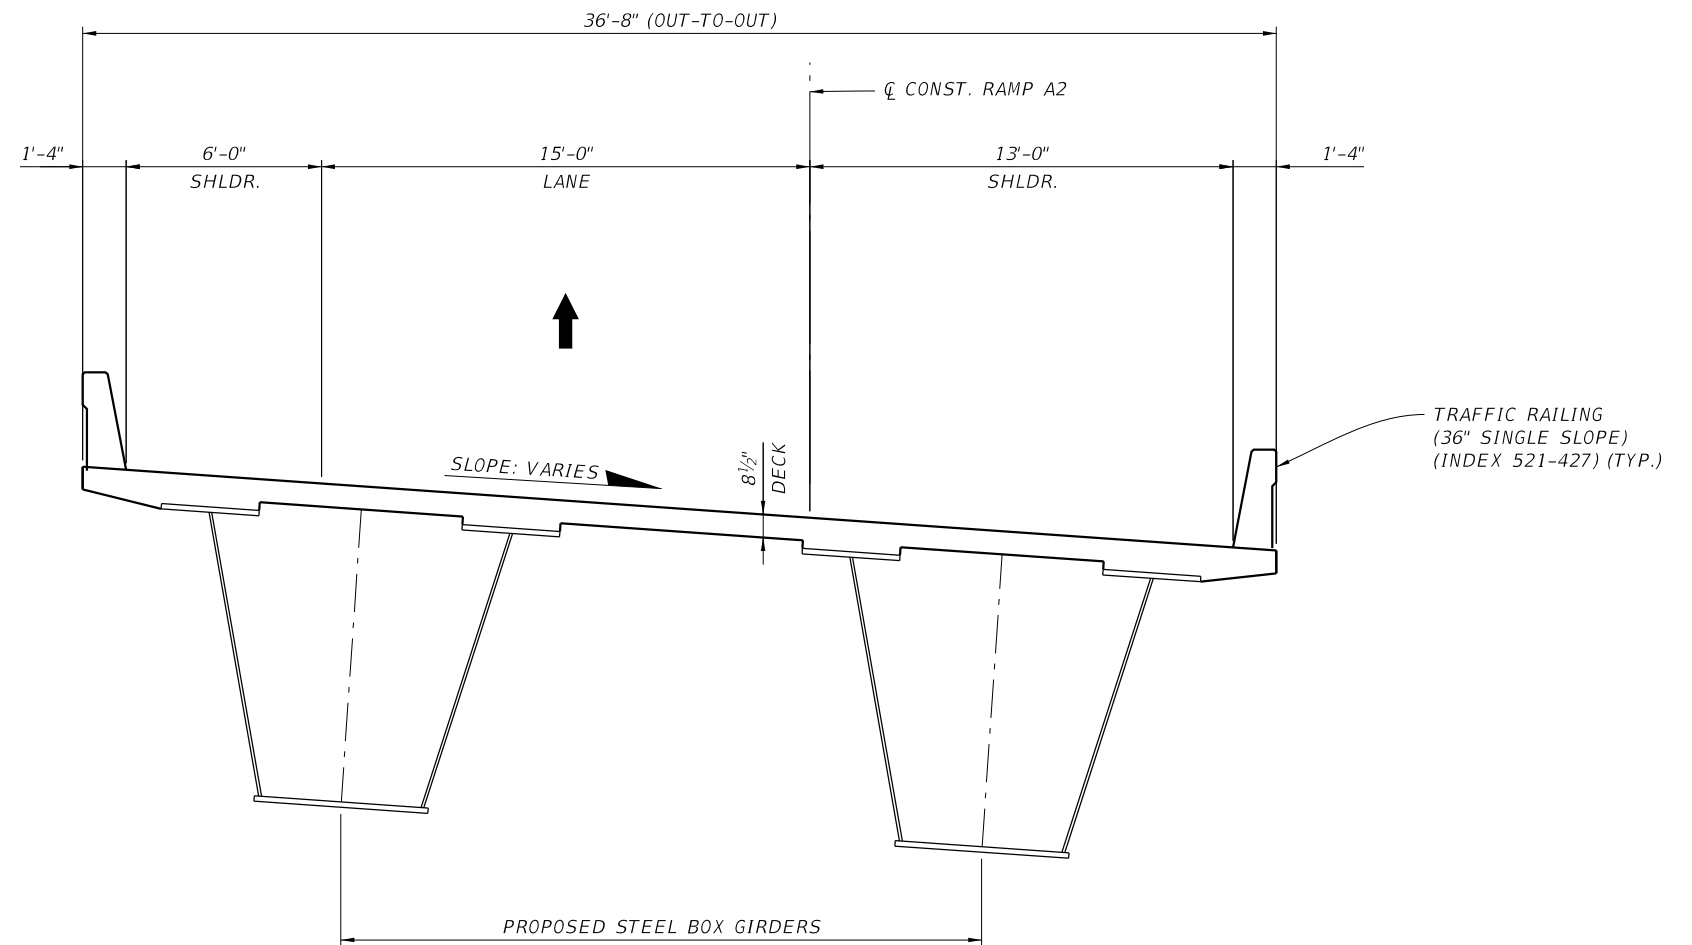 36'-8" (OUT-TO-OUT)
℄ CONST. RAMP A2
1'-4" 6'-0" 15'-0" 13'-0" 1'-4"
SHLDR. LANE SHLDR.
TRAFFIC RAILING
(36" SINGLE SLOPE)
(INDEX 521-427) (TYP.)
SLOPE: VARIES
8½"
DECK
PROPOSED STEEL BOX GIRDERS